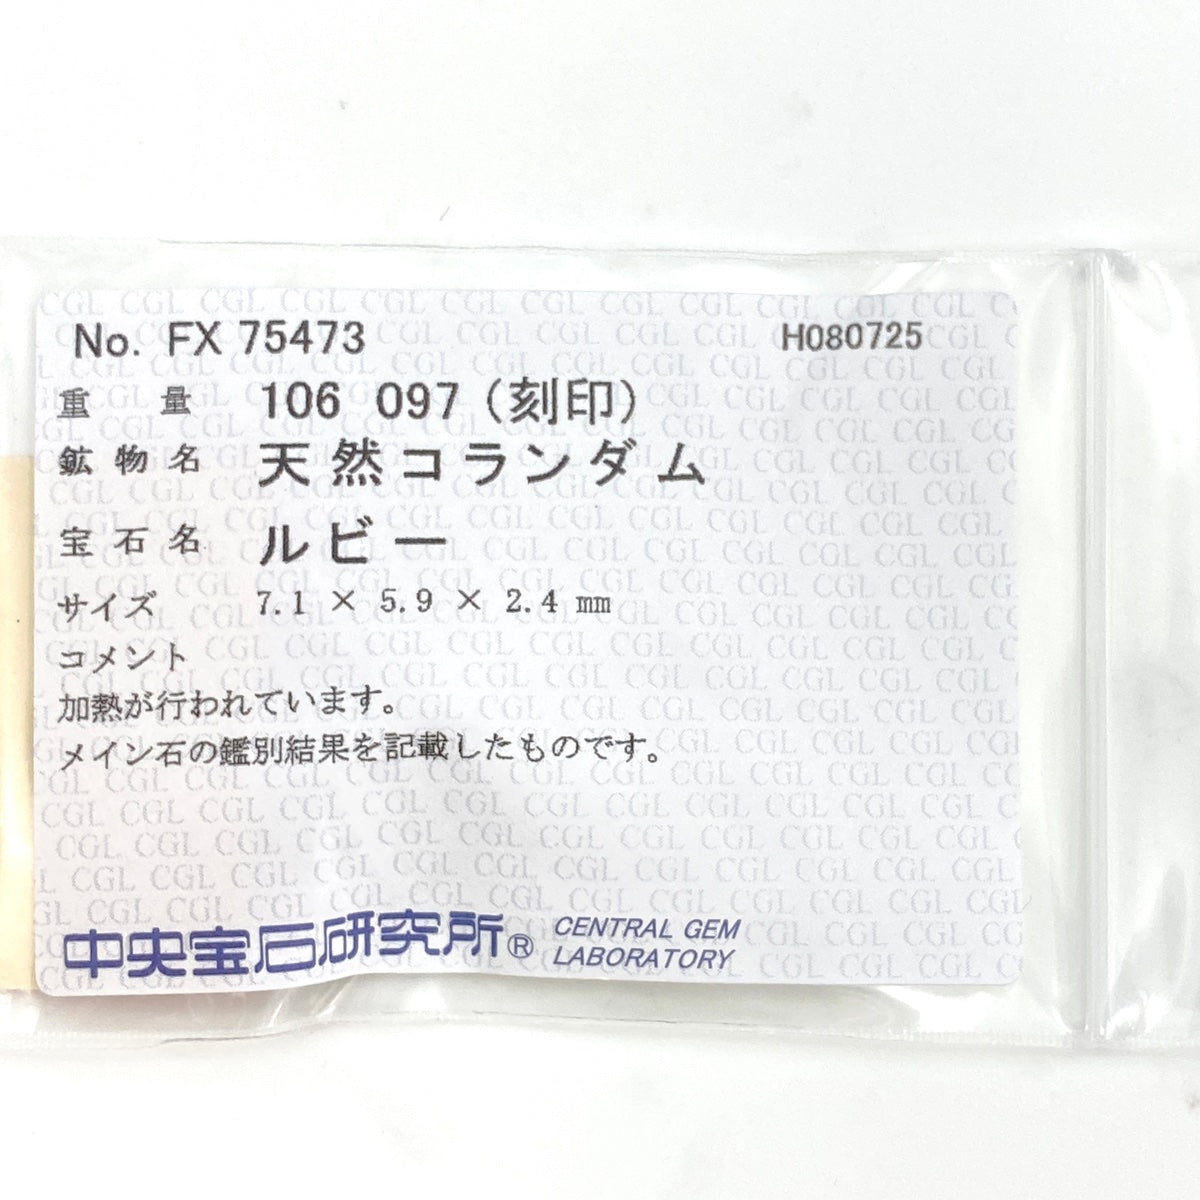 No. FX 75473 H080725
重量 106 097 (刻印)
鉱物名 天然コランダム
宝石名 ルビー
サイズ 7.1 × 5.9 × 2.4 mm
コメント
加熱が行われています。
メイン石の鑑別結果を記載したものです。
中央宝石研究所® CENTRAL GEM
LABORATORY